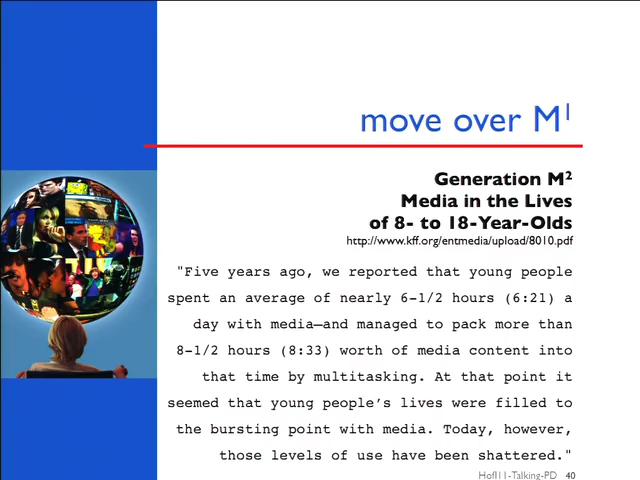 move over M¹
Generation M²
Media in the Lives
of 8- to 18-Year-Olds
http://www.kff.org/entmedia/upload/8010.pdf
"Five years ago, we reported that young people
spent an average of nearly 6-1/2 hours (6:21) a
day with media—and managed to pack more than
8-1/2 hours (8:33) worth of media content into
that time by multitasking. At that point it
seemed that young people's lives were filled to
the bursting point with media. Today, however,
those levels of use have been shattered."
Hofl11-Talking-PD 40